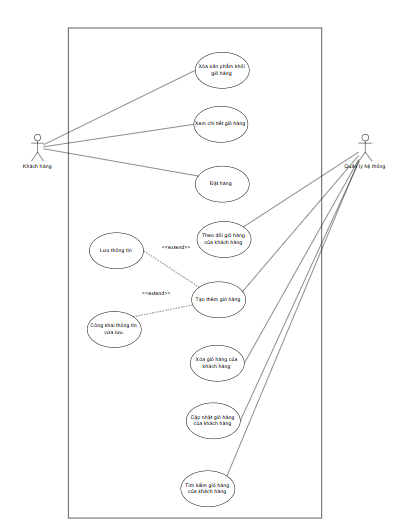 Xóa sản phẩm khỏi
giỏ hàng
Xem chi tiết giỏ hàng
Khách hàng
Quản lý hệ thống
Đặt hàng
Theo dõi giỏ hàng
của khách hàng
Lưu thông tin
<<extend>>
<<extend>>
Tạo thêm giỏ hàng
Công khai thông tin
vừa lưu
Xóa giỏ hàng của
khách hàng
Cập nhật giỏ hàng
của khách hàng
Tìm kiếm giỏ hàng
của khách hàng